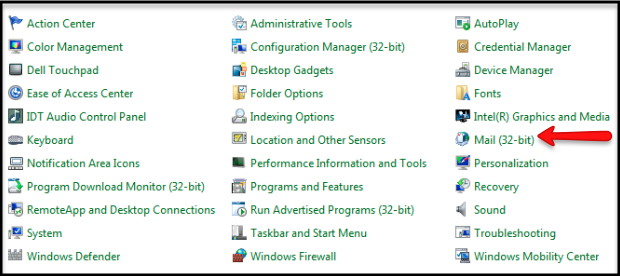 Action Center Administrative Tools AutoPlay
Color Management Configuration Manager (32-bit) Credential Manager
Dell Touchpad Desktop Gadgets Device Manager
Ease of Access Center Folder Options Fonts
IDT Audio Control Panel Indexing Options Intel(R) Graphics and Media
Keyboard Location and Other Sensors Mail (32-bit)
Notification Area Icons Performance Information and Tools Personalization
Program Download Monitor (32-bit) Programs and Features Recovery
RemoteApp and Desktop Connections Run Advertised Programs (32-bit) Sound
System Taskbar and Start Menu Troubleshooting
Windows Defender Windows Firewall Windows Mobility Center